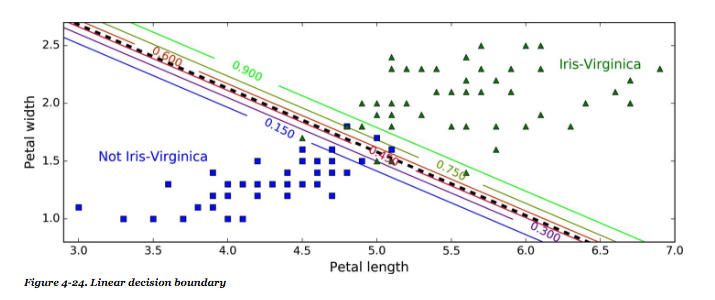 2.5
2.0
1.5
1.0
Petal width
Iris-Virginica
Not Iris-Virginica
0.600
0.900
0.150
0.750
0.300
3.0 3.5 4.0 4.5 5.0 5.5 6.0 6.5 7.0
Petal length
Figure 4-24. Linear decision boundary